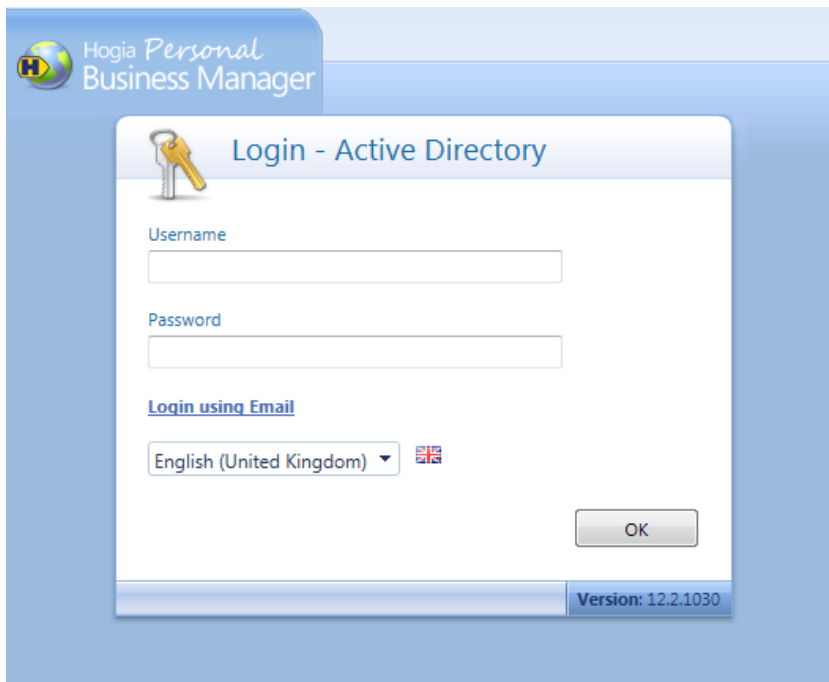 Hogia Personal
Business Manager
Login - Active Directory
Username
Password
Login using Email
English (United Kingdom)
OK
Version: 12.2.1030